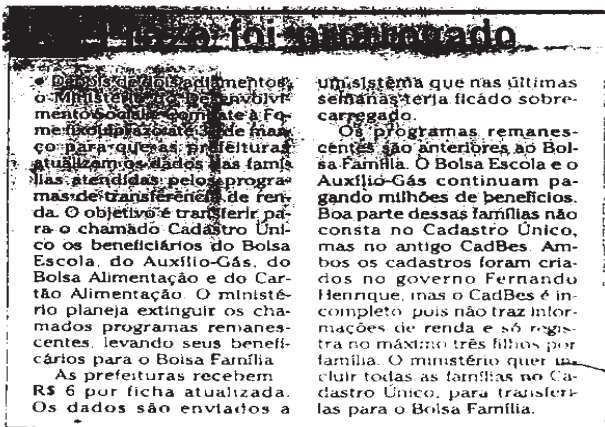 prazo foi prorrogado
• Depois de dois adiamentos,
o Ministério do Desenvolvi-
mento Social e Combate à Fo-
me fixou prazo até 31 de mar-
ço para que as prefeituras
atualizem os dados das famí-
lias atendidas pelos progra-
mas de transferência de ren-
da. O objetivo é transferir pa-
ra o chamado Cadastro Úni-
co os beneficiários do Bolsa
Escola, do Auxílio-Gás, do
Bolsa Alimentação e do Car-
tão Alimentação. O ministé-
rio planeja extinguir os cha-
mados programas remanes-
centes, levando seus benefi-
cários para o Bolsa Família
As prefeituras recebem
R$ 6 por ficha atualizada.
Os dados são enviados a
um sistema que nas últimas
semanas teria ficado sobre-
carregado.
Os programas remanes-
centes são anteriores ao Bol-
sa Família. O Bolsa Escola e o
Auxílio-Gás continuam pa-
gando milhões de benefícios.
Boa parte dessas famílias não
consta no Cadastro Único,
mas no antigo CadBes. Am-
bos os cadastros foram cria-
dos no governo Fernando
Henrique, mas o CadBes é in-
completo pois não traz infor-
mações de renda e só regis-
tra no máximo três filhos por
família. O ministério quer in-
cluir todas as famílias no Ca-
dastro Único, para transferi-
las para o Bolsa Família.